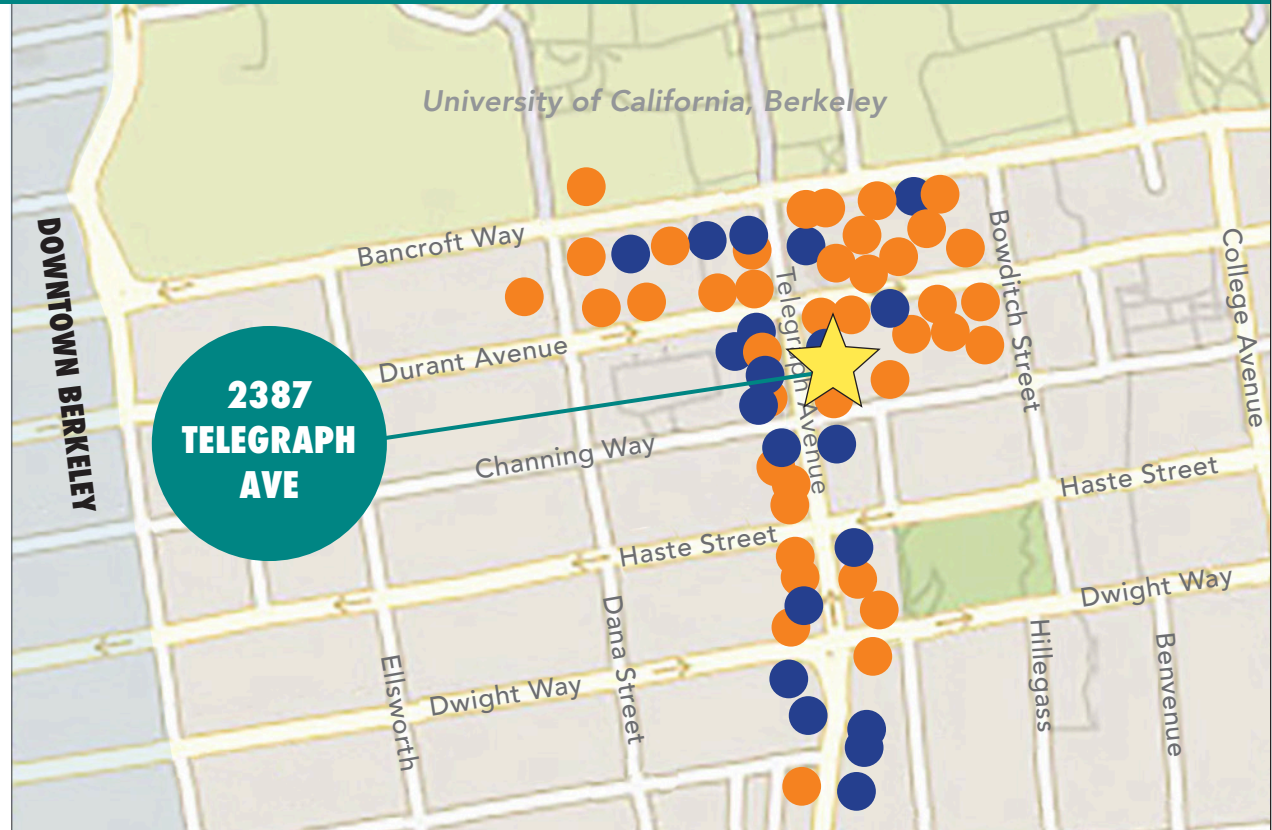 University of California, Berkeley
Bancroft Way
DOWNTOWN BERKELEY
Bowditch Street
College Avenue
Telegraph Avenue
Durant Avenue
2387
TELEGRAPH
AVE
Channing Way
Haste Street
Haste Street
Dwight Way
Dana Street
Hillegass
Benvenue
Ellsworth
Dwight Way